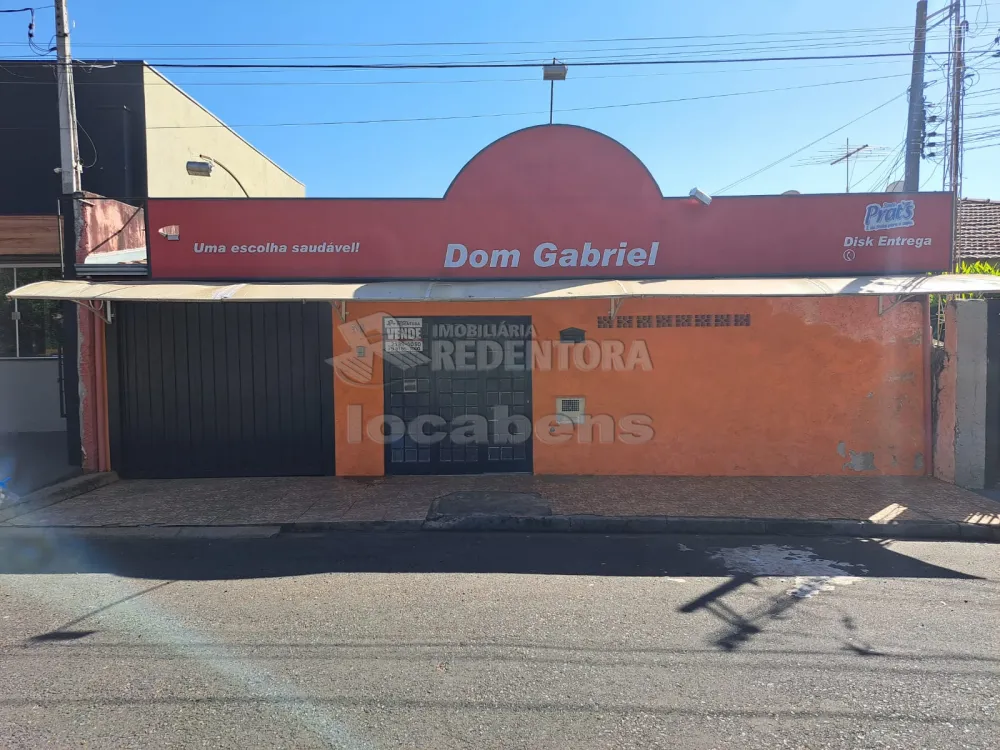 Prat's
Uma escolha saudável!
Dom Gabriel
Disk Entrega
VENDE
IMOBILIÁRIA
REDENTORA
locabens